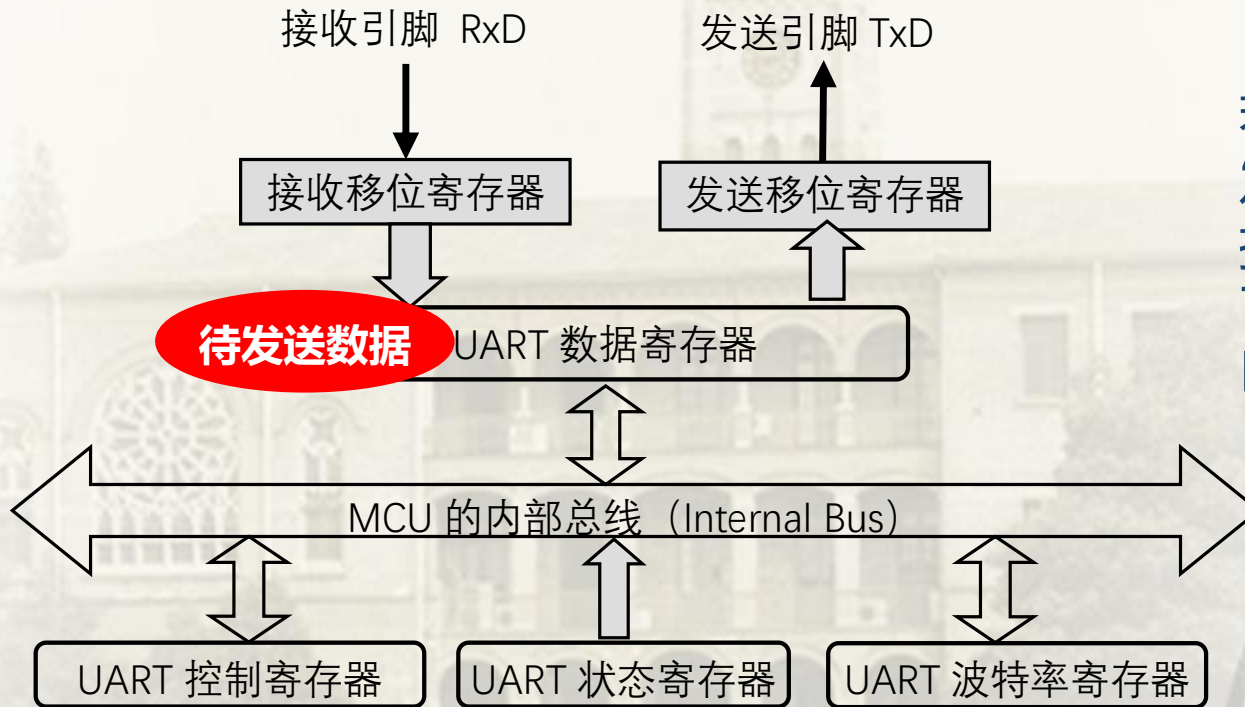 接收引脚 RxD
发送引脚 TxD
接收移位寄存器
发送移位寄存器
待发送数据
UART 数据寄存器
MCU 的内部总线（Internal Bus）
UART 控制寄存器
UART 状态寄存器
UART 波特率寄存器